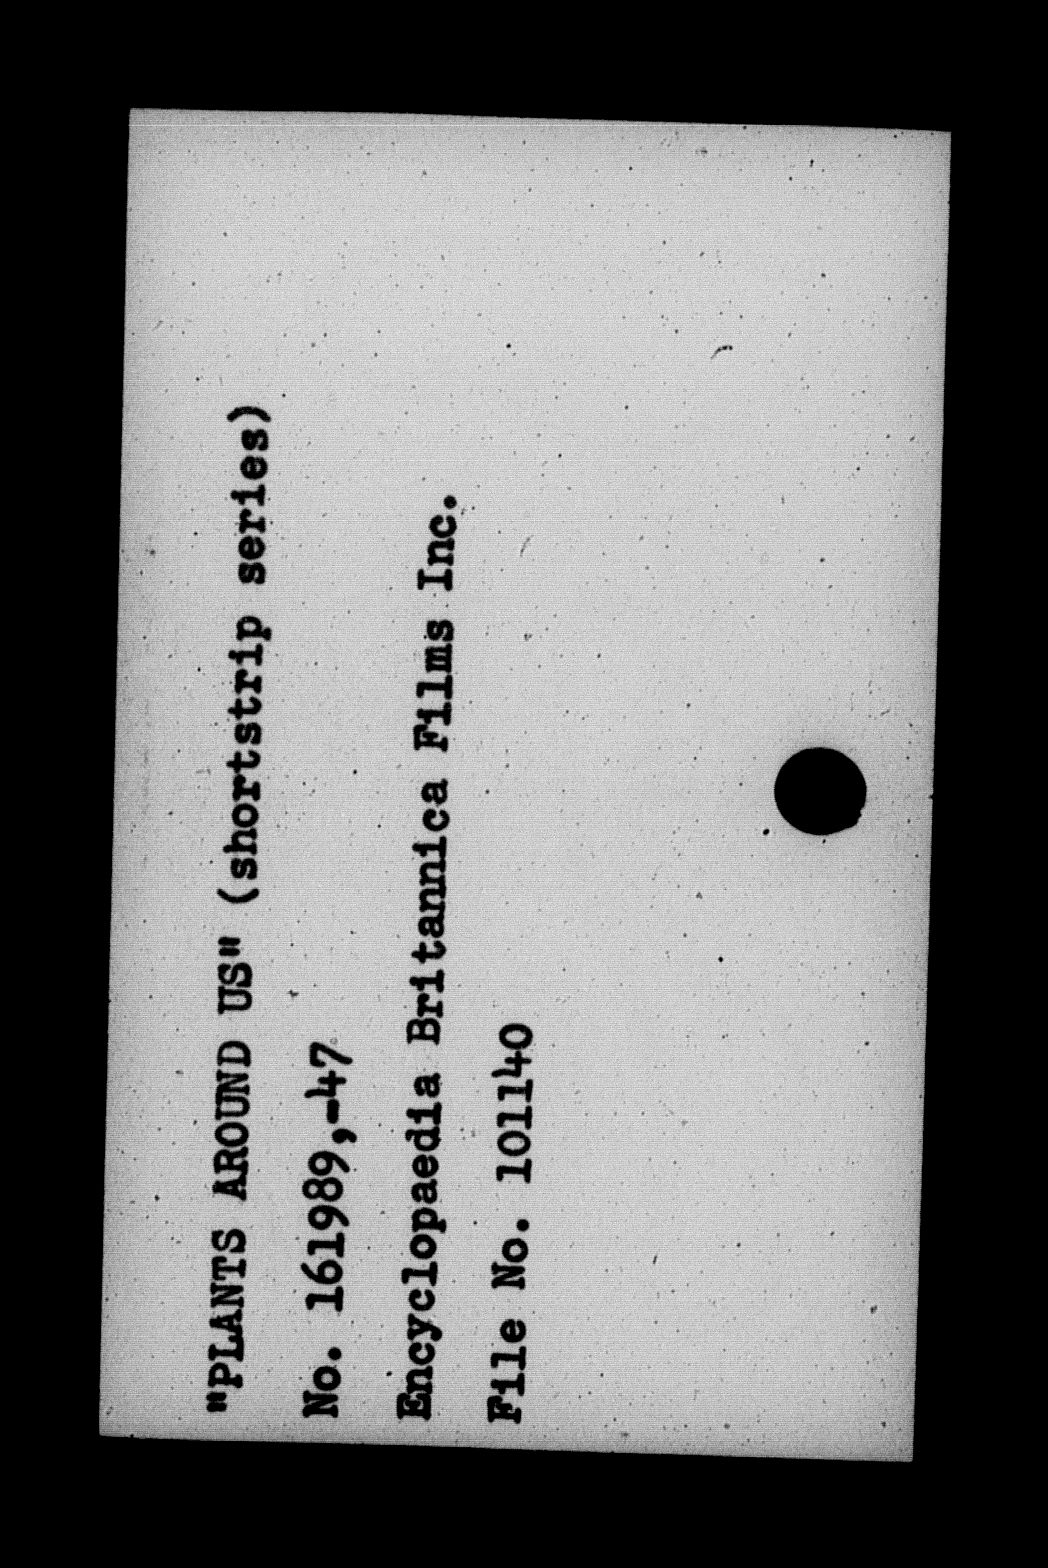 "PLANTS AROUND US" (shortstrip series)
No. 161989,-47
Encyclopaedia Britannica Films Inc.
File No. 101140